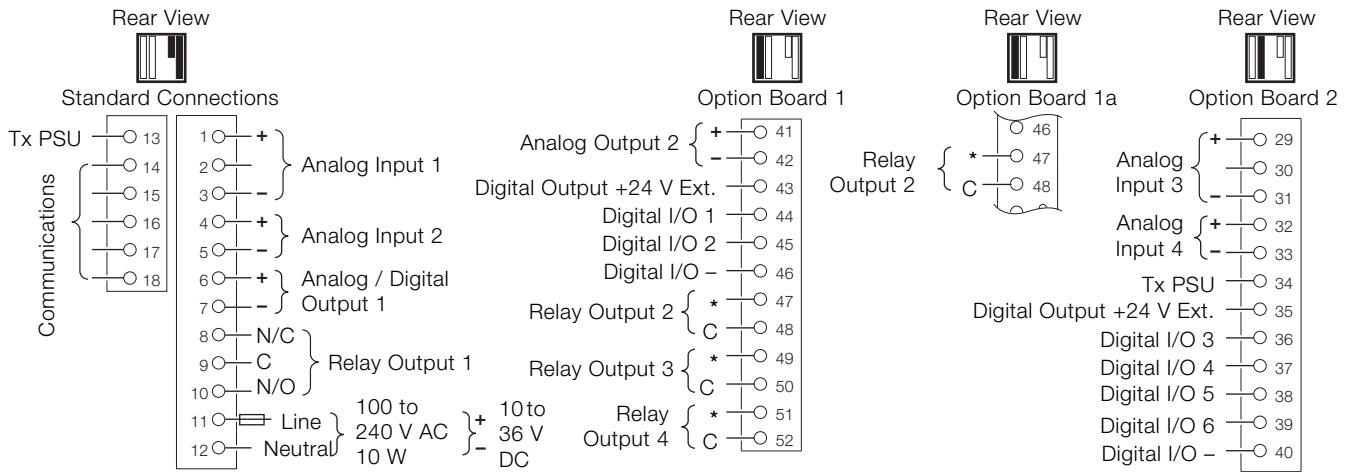 Rear View
Standard Connections
Tx PSU
13
14
15
16
17
18
Communications
1 +
2
3 –
Analog Input 1
4 +
5 –
Analog Input 2
6 +
7 –
Analog / Digital
Output 1
8 N/C
9 C
10 N/O
Relay Output 1
11 Line
12 Neutral
100 to
240 V AC
10 W
+
–
10 to
36 V
DC
Rear View
Option Board 1
Analog Output 2
+ 41
– 42
Digital Output +24 V Ext. 43
Digital I/O 1 44
Digital I/O 2 45
Digital I/O – 46
Relay Output 2
* 47
C 48
Relay Output 3
* 49
C 50
Relay
Output 4
* 51
C 52
Rear View
Option Board 1a
46
Relay
Output 2
* 47
C 48
Rear View
Option Board 2
Analog
Input 3
+ 29
30
– 31
Analog
Input 4
+ 32
– 33
Tx PSU 34
Digital Output +24 V Ext. 35
Digital I/O 3 36
Digital I/O 4 37
Digital I/O 5 38
Digital I/O 6 39
Digital I/O – 40